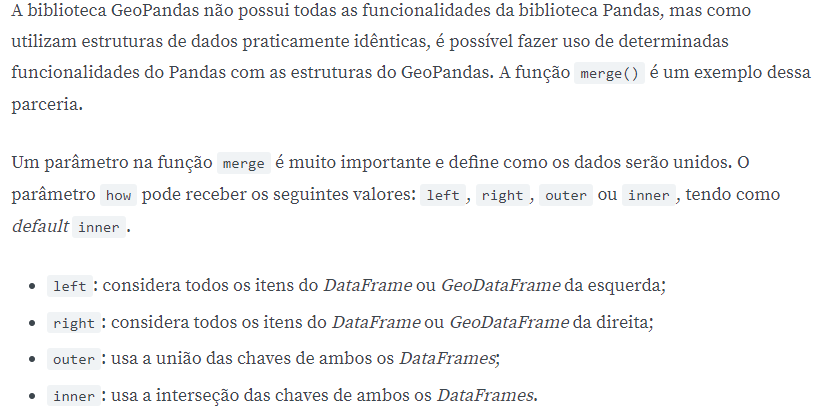 A biblioteca GeoPandas não possui todas as funcionalidades da biblioteca Pandas, mas como
utilizam estruturas de dados praticamente idênticas, é possível fazer uso de determinadas
funcionalidades do Pandas com as estruturas do GeoPandas. A função merge() é um exemplo dessa
parceria.
Um parâmetro na função merge é muito importante e define como os dados serão unidos. O
parâmetro how pode receber os seguintes valores: left, right, outer ou inner, tendo como
default inner.
• left: considera todos os itens do DataFrame ou GeoDataFrame da esquerda;
• right: considera todos os itens do DataFrame ou GeoDataFrame da direita;
• outer: usa a união das chaves de ambos os DataFrames;
• inner: usa a interseção das chaves de ambos os DataFrames.